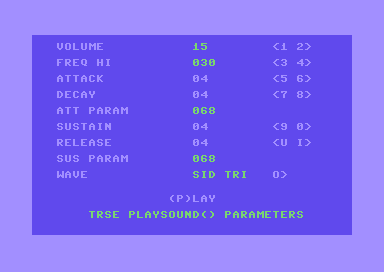 VOLUME 15 <1 2>
FREQ HI 030 <3 4>
ATTACK 04 <5 6>
DECAY 04 <7 8>
ATT PARAM 068
SUSTAIN 04 <9 0>
RELEASE 04 <U I>
SUS PARAM 068
WAVE SID TRI O>
(P)LAY
TRSE PLAYSOUND() PARAMETERS